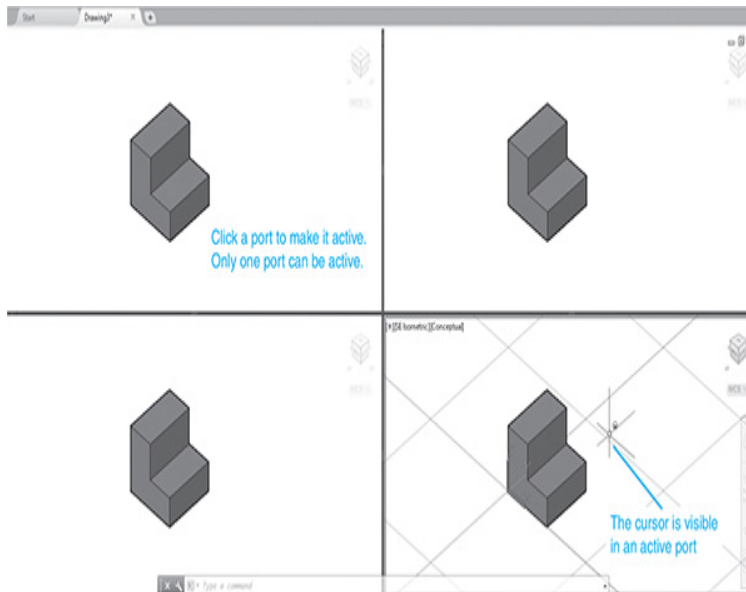 Start
Drawing1*
Click a port to make it active.
Only one port can be active.
[+][SE Isometric][Conceptual]
The cursor is visible
in an active port
Type a command